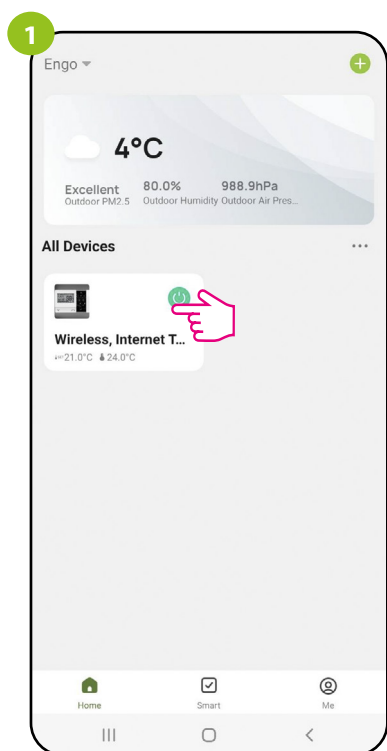 1
Engo
4°C
Excellent 80.0% 988.9hPa
Outdoor PM2.5 Outdoor Humidity Outdoor Air Pres...
All Devices
Wireless, Internet T...
21.0°C 24.0°C
Home Smart Me